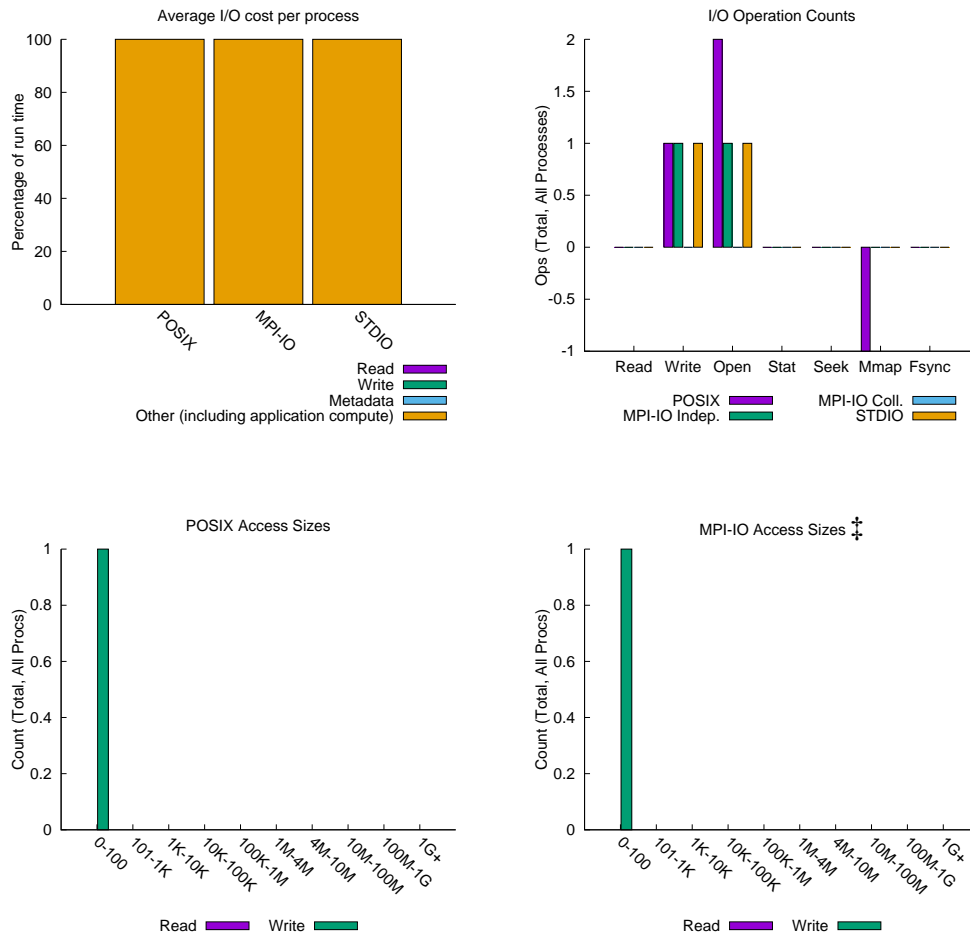 Average I/O cost per process
100
80
60
40
20
0
Percentage of run time
POSIX
MPI-IO
STDIO
Read
Write
Metadata
Other (including application compute)
I/O Operation Counts
2
1.5
1
0.5
0
-0.5
-1
Ops (Total, All Processes)
Read Write Open Stat Seek Mmap Fsync
POSIX
MPI-IO Indep.
MPI-IO Coll.
STDIO
POSIX Access Sizes
1
0.8
0.6
0.4
0.2
0
Count (Total, All Procs)
0-100
101-1K
1K-10K
10K-100K
100K-1M
1M-4M
4M-10M
10M-100M
100M-1G
1G+
Read Write
MPI-IO Access Sizes ‡
1
0.8
0.6
0.4
0.2
0
Count (Total, All Procs)
0-100
101-1K
1K-10K
10K-100K
100K-1M
1M-4M
4M-10M
10M-100M
100M-1G
1G+
Read Write